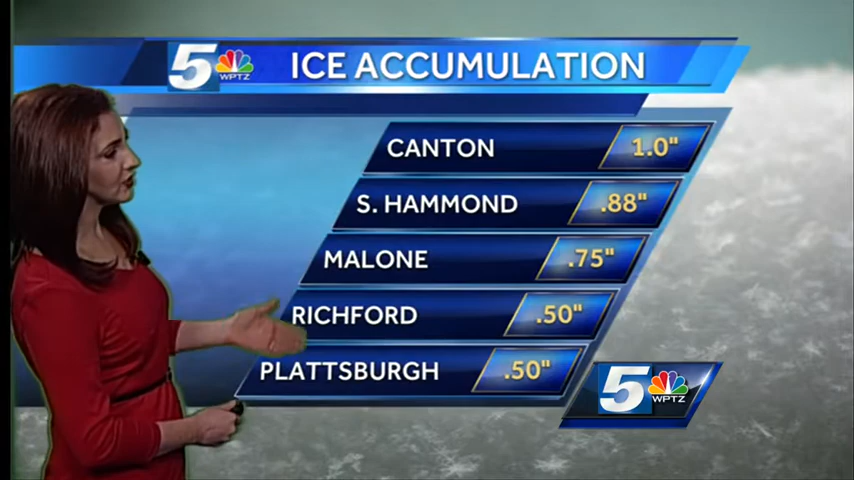 5 WPTZ ICE ACCUMULATION
CANTON 1.0"
S. HAMMOND .88"
MALONE .75"
RICHFORD .50"
PLATTSBURGH .50"
5 WPTZ